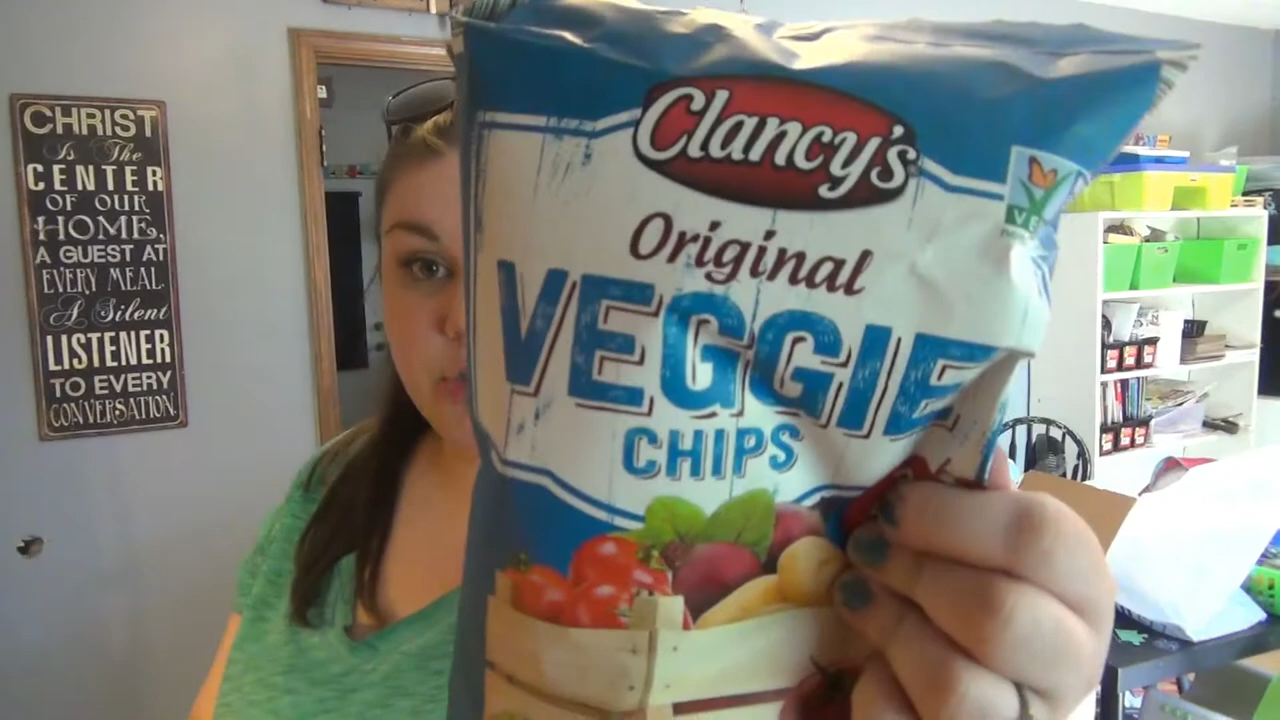 CHRIST
Is The
CENTER
OF OUR
HOME,
A GUEST AT
EVERY MEAL.
A Silent
LISTENER
TO EVERY
CONVERSATION.
Clancy's
Original
VEGGIE
CHIPS